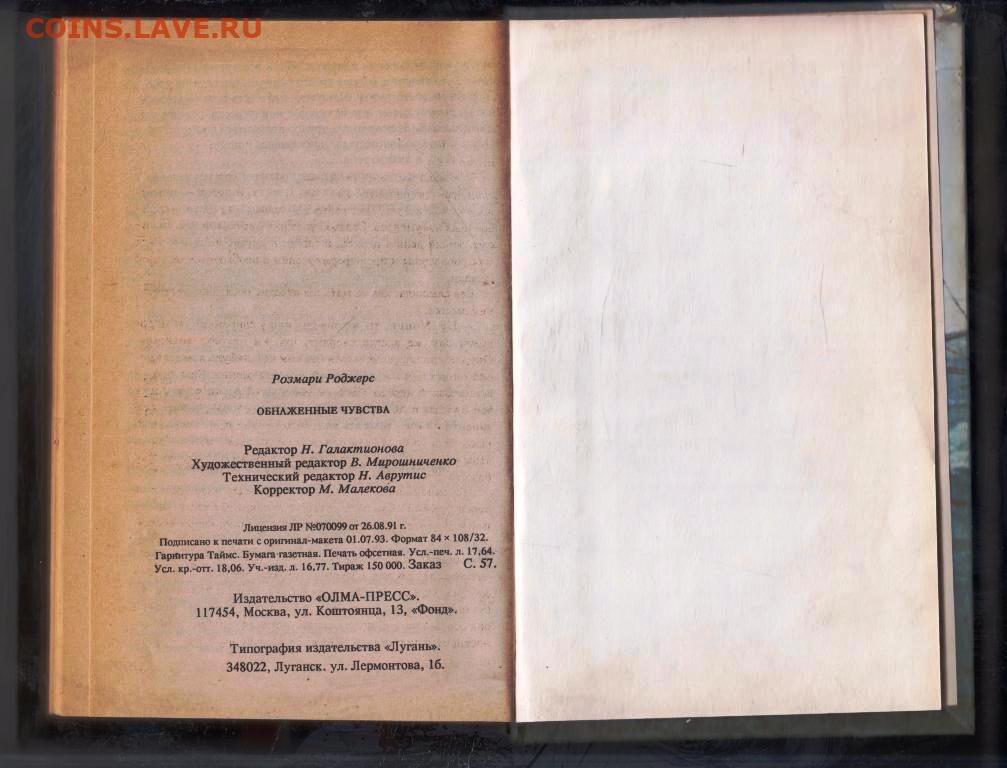 COINS.LAVE.RU
Розмари Роджерс
ОБНАЖЕННЫЕ ЧУВСТВА
Редактор Н. Галактионова
Художественный редактор В. Мирошниченко
Технический редактор Н. Аврутис
Корректор М. Малекова
Лицензия ЛР №070099 от 26.08.91 г.
Подписано к печати с оригинал-макета 01.07.93. Формат 84 × 108/32.
Гарнитура Таймс. Бумага газетная. Печать офсетная. Усл.-печ. л. 17,64.
Усл. кр.-отт. 18,06. Уч.-изд. л. 16,77. Тираж 150 000. Заказ С. 57.
Издательство «ОЛМА-ПРЕСС».
117454, Москва, ул. Коштоянца, 13, «Фонд».
Типография издательства «Лугань».
348022, Луганск. ул. Лермонтова, 1б.